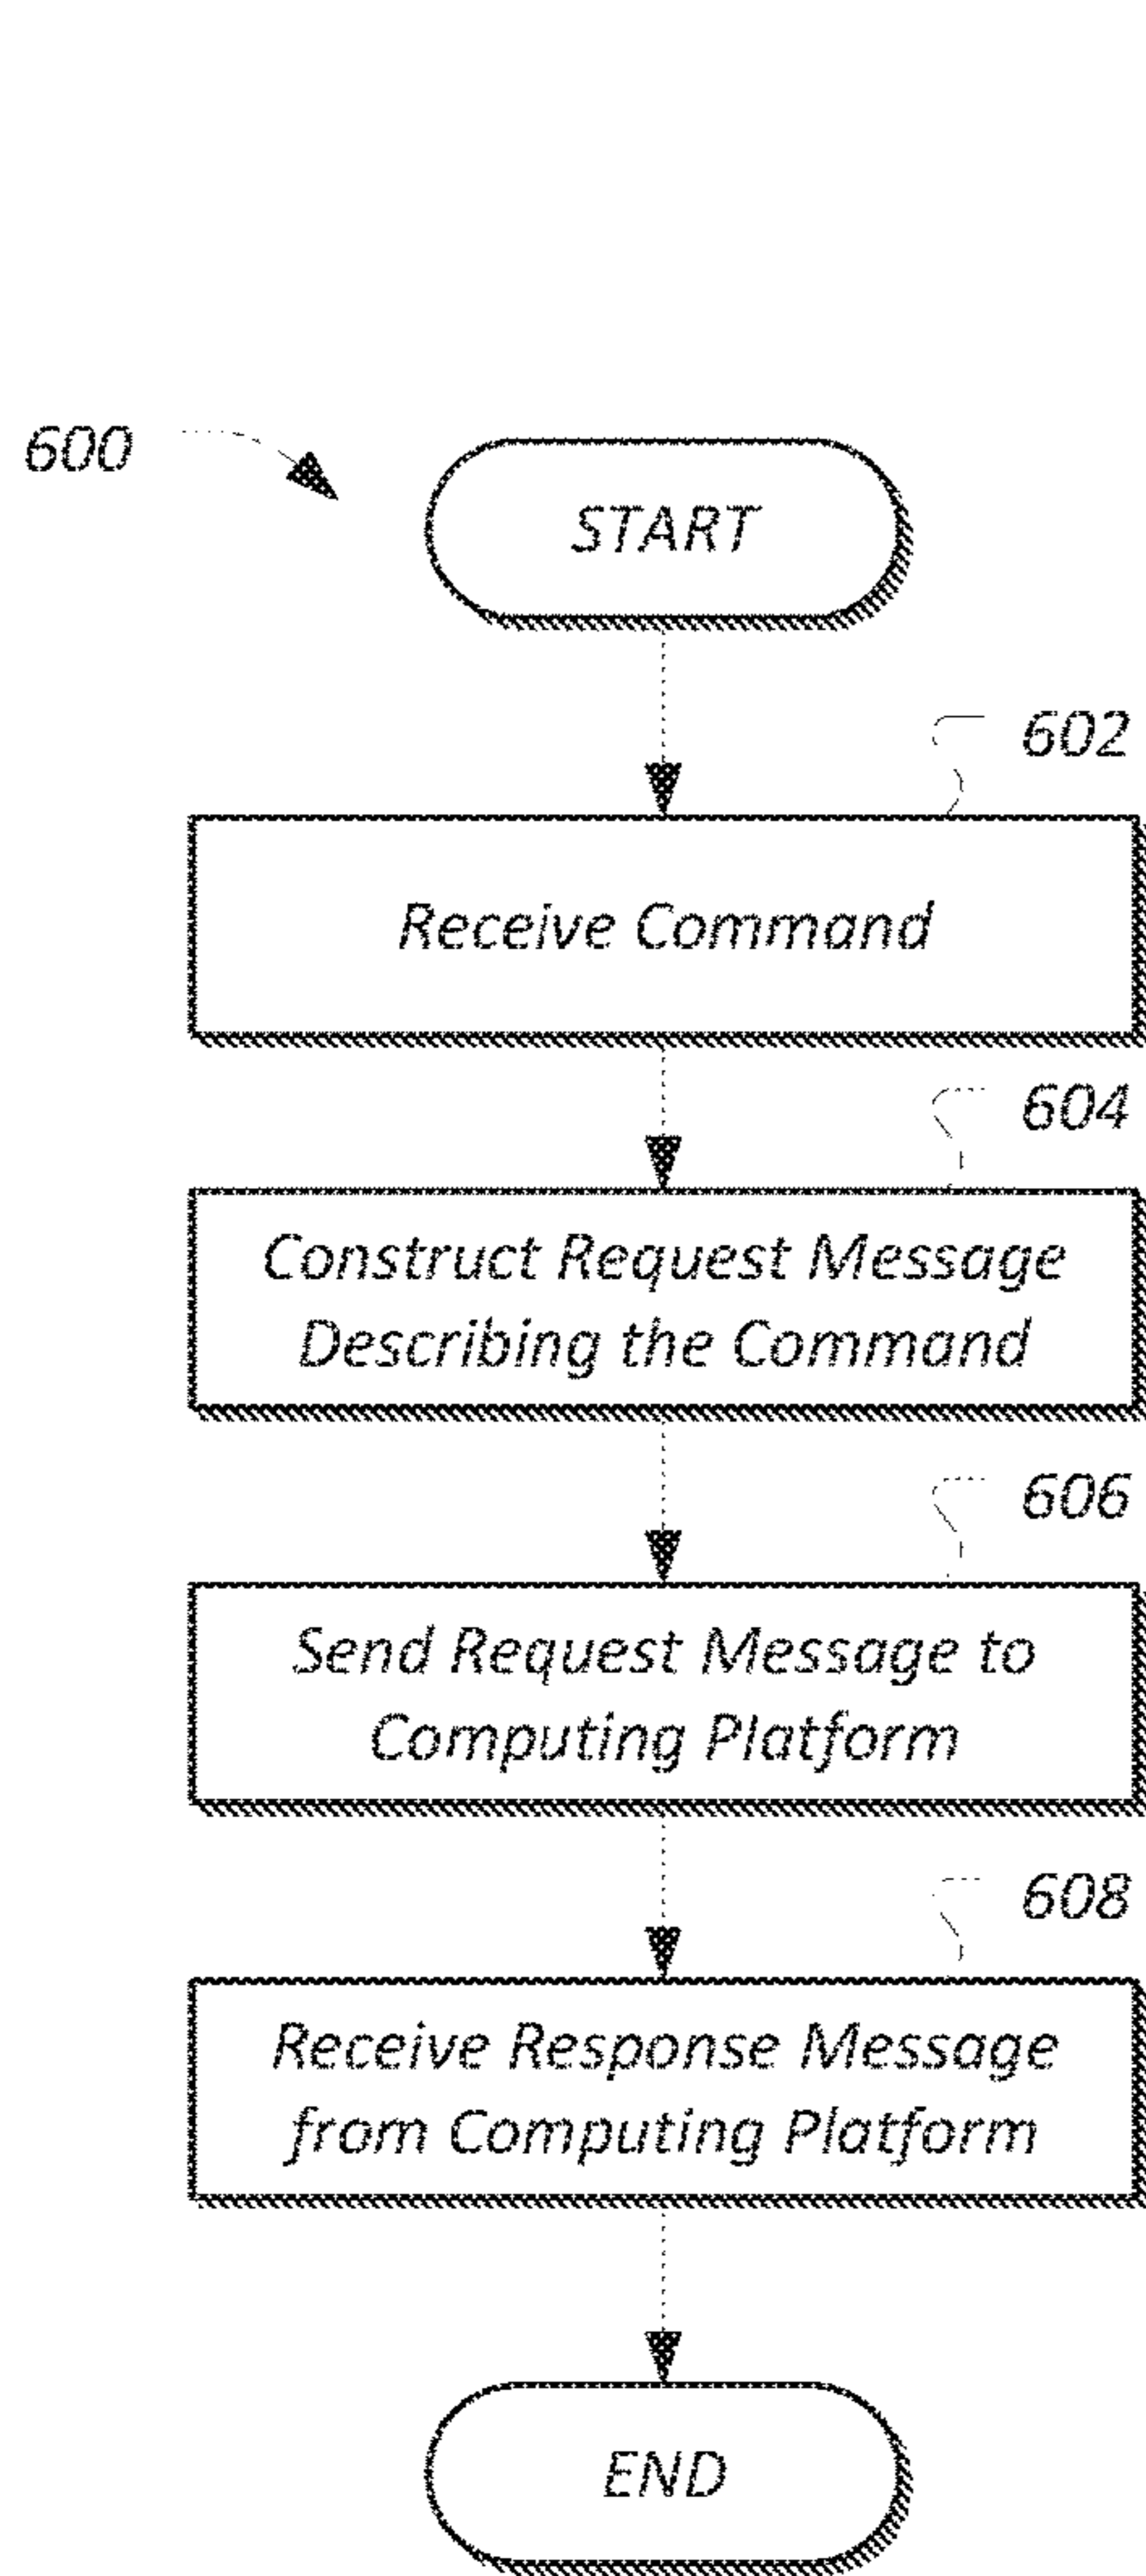 600
START
602
Receive Command
604
Construct Request Message
Describing the Command
606
Send Request Message to
Computing Platform
608
Receive Response Message
from Computing Platform
END